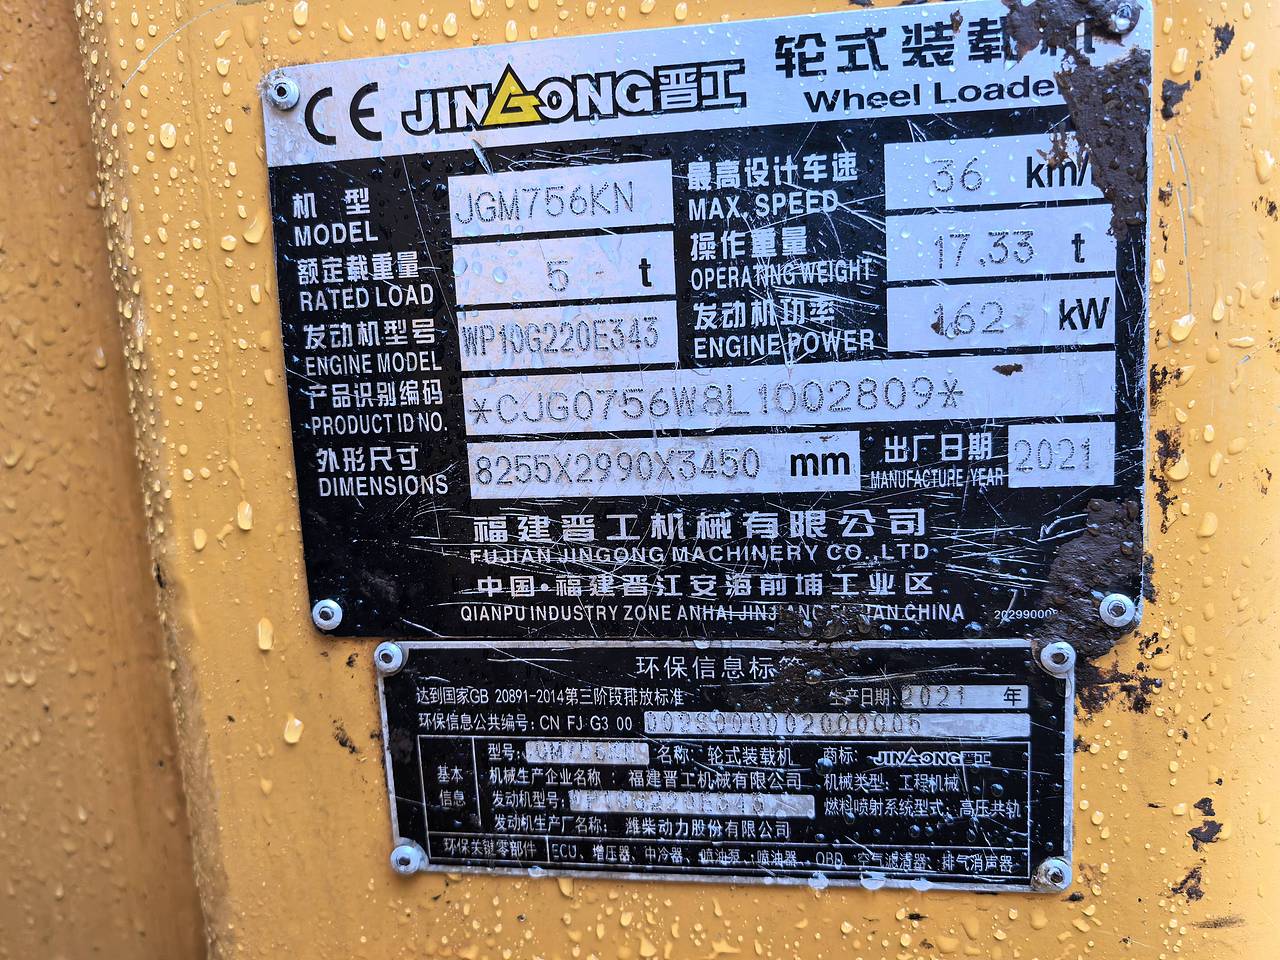 CE JINGONG晋工 轮式装载机
Wheel Loader
机 型 MODEL JGM756KN 最高设计车速 MAX. SPEED 36 km/
额定载重量 RATED LOAD 5 t 操作重量 OPERATING WEIGHT 17.33 t
发动机型号 ENGINE MODEL WP10G220E343 发动机功率 ENGINE POWER 162 kW
产品识别编码 PRODUCT ID NO. *CJG0756W8L1002809*
外形尺寸 DIMENSIONS 8255X2990X3450 mm 出厂日期 MANUFACTURE YEAR 2021
福建晋工机械有限公司
FUJIAN JINGONG MACHINERY CO.,LTD
中国·福建晋江安海前埔工业区
QIANPU INDUSTRY ZONE ANHAI JINJIANG FUJIAN CHINA
环保信息标签
达到国家GB 20891-2014第三阶段排放标准 生产日期: 2021 年
环保信息公共编号: CN FJ G3 00
型号: 名称: 轮式装载机 商标: JINGONG晋工
基本信息 机械生产企业名称: 福建晋工机械有限公司 机械类型: 工程机械
发动机型号: WP10G220E343 燃料喷射系统型式: 高压共轨
发动机生产厂名称: 潍柴动力股份有限公司
环保关键零部件 ECU、增压器、中冷器、喷油泵、喷油器、OBD、空气滤清器、排气消声器